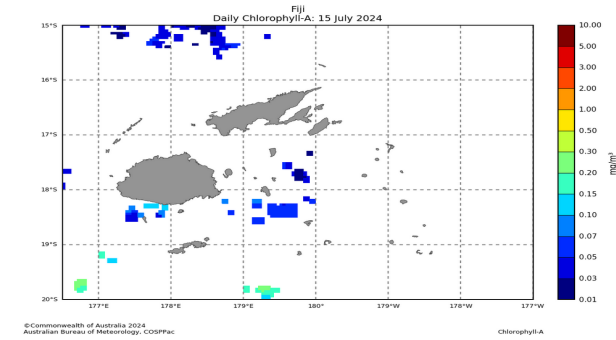 Fiji
Daily Chlorophyll-A: 15 July 2024
15°S
16°S
17°S
18°S
19°S
20°S
177°E
178°E
179°E
180°
179°W
178°W
177°W
10.00
5.00
3.00
2.00
1.00
0.50
0.30
0.20
0.15
0.10
0.07
0.05
0.03
0.01
mg/m³
©Commonwealth of Australia 2024
Australian Bureau of Meteorology, COSPPac
Chlorophyll-A